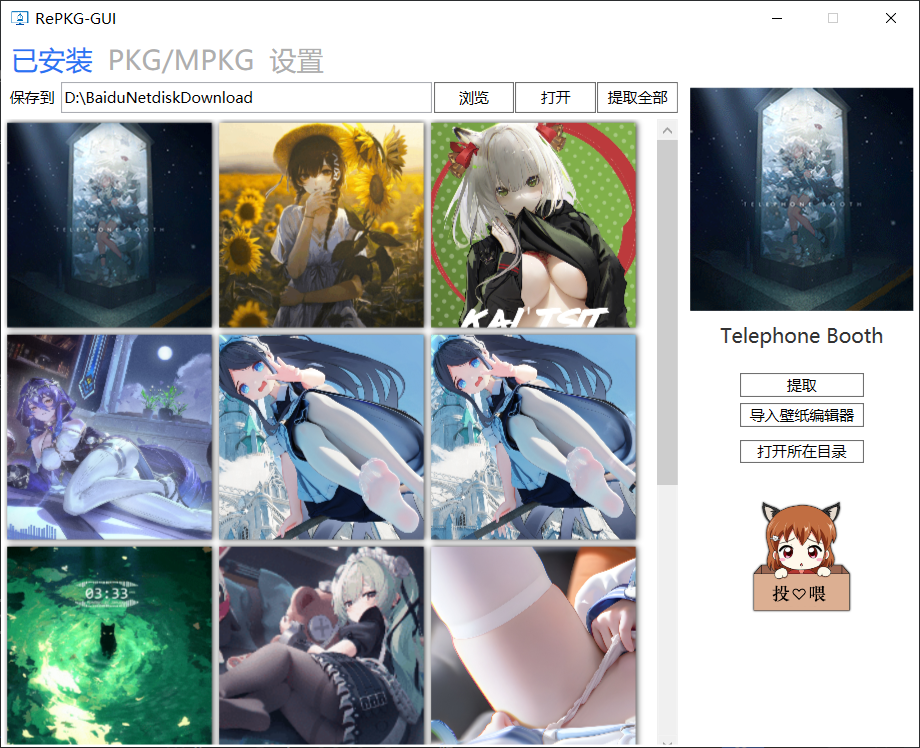 RePKG-GUI
已安装 PKG/MPKG 设置
保存到 D:\BaiduNetdiskDownload 浏览 打开 提取全部
TELEPHONE BOOTH
TELEPHONE BOOTH
KAL'TSIT
Telephone Booth
提取
导入壁纸编辑器
打开所在目录
03:33
投♡喂